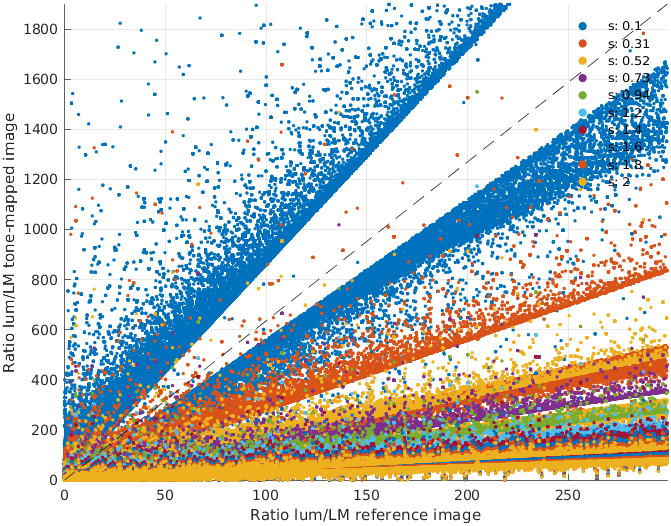 1800
1600
1400
1200
1000
800
600
400
200
0
Ratio lum/LM tone-mapped image
s: 0.1
s: 0.31
s: 0.52
s: 0.73
s: 0.94
s: 1.2
s: 1.4
s: 1.6
s: 1.8
s: 2
0 50 100 150 200 250
Ratio lum/LM reference image